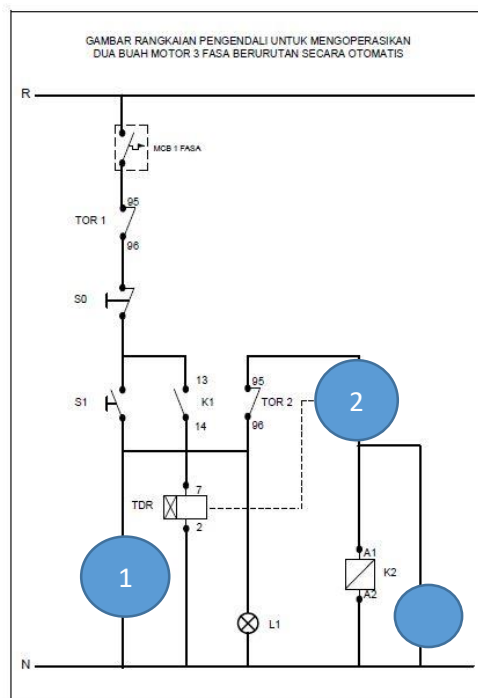 GAMBAR RANGKAIAN PENGENDALI UNTUK MENGOPERASIKAN
DUA BUAH MOTOR 3 FASA BERURUTAN SECARA OTOMATIS
R
MCB 1 FASA
95
TOR 1
96
S0
13
95
S1
K1
TOR 2
2
14
96
7
TDR
2
1
A1
K2
A2
L1
N